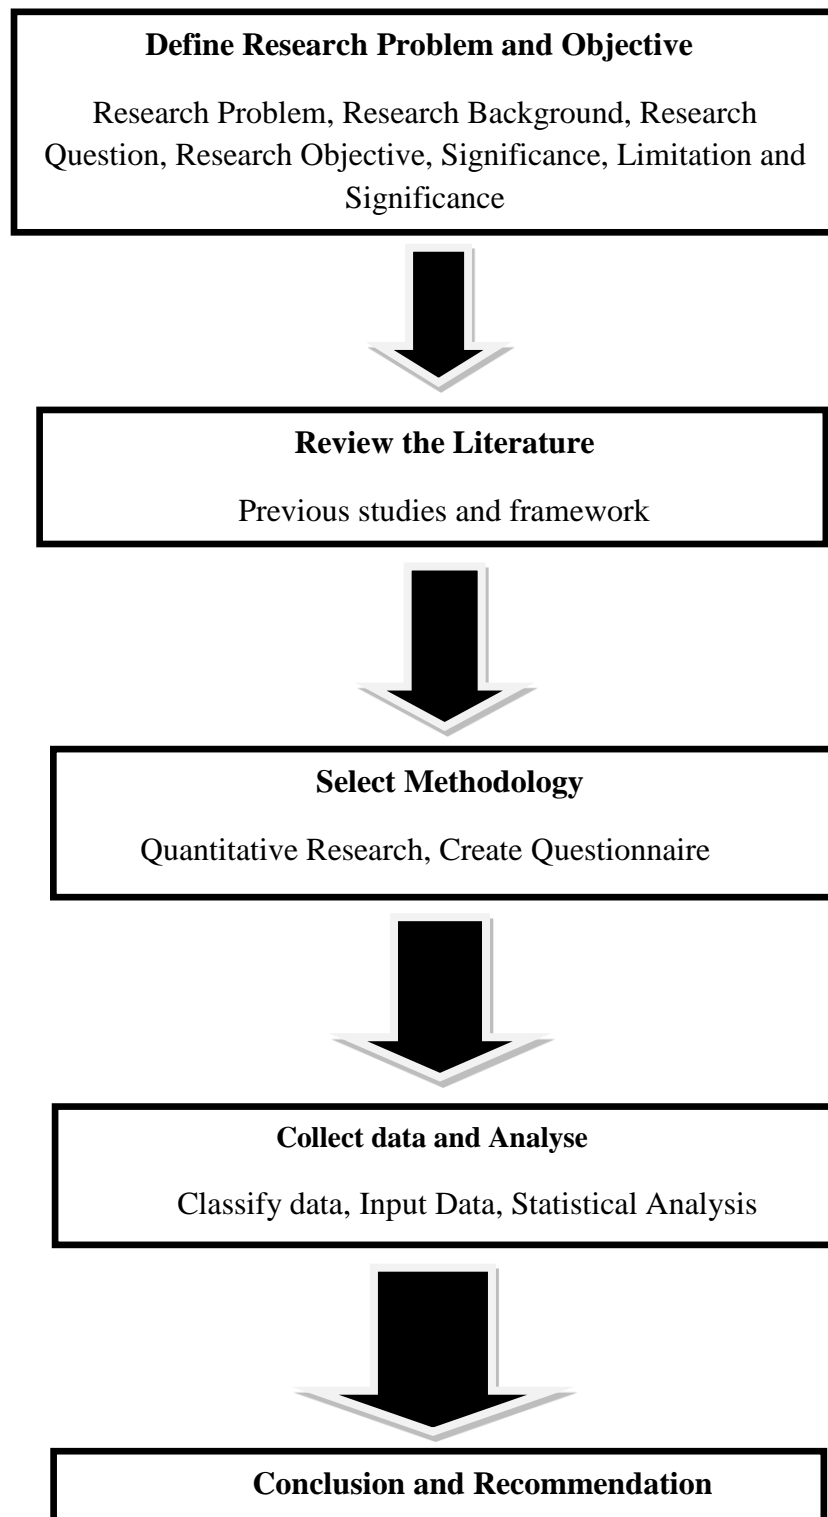 Define Research Problem and Objective
Research Problem, Research Background, Research
Question, Research Objective, Significance, Limitation and
Significance
Review the Literature
Previous studies and framework
Select Methodology
Quantitative Research, Create Questionnaire
Collect data and Analyse
Classify data, Input Data, Statistical Analysis
Conclusion and Recommendation